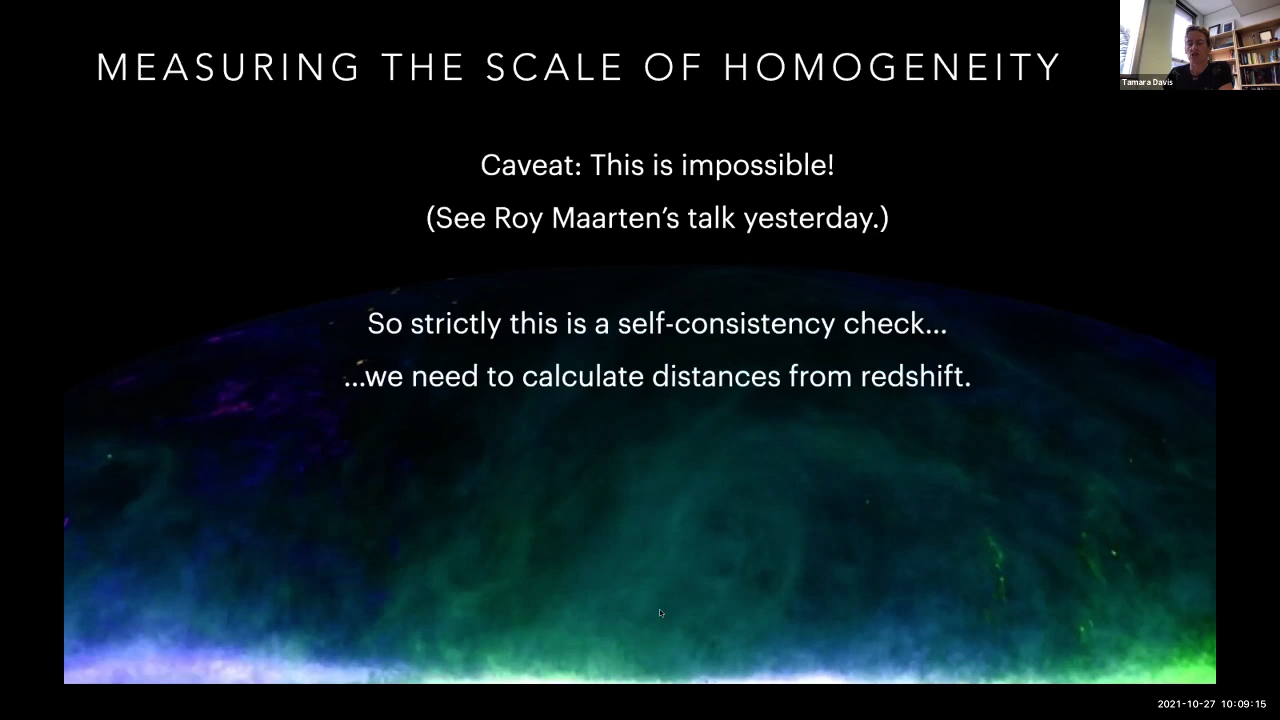 MEASURING THE SCALE OF HOMOGENEITY
Tamara Davis
Caveat: This is impossible!
(See Roy Maarten’s talk yesterday.)
So strictly this is a self-consistency check...
...we need to calculate distances from redshift.
2021-10-27 10:09:15